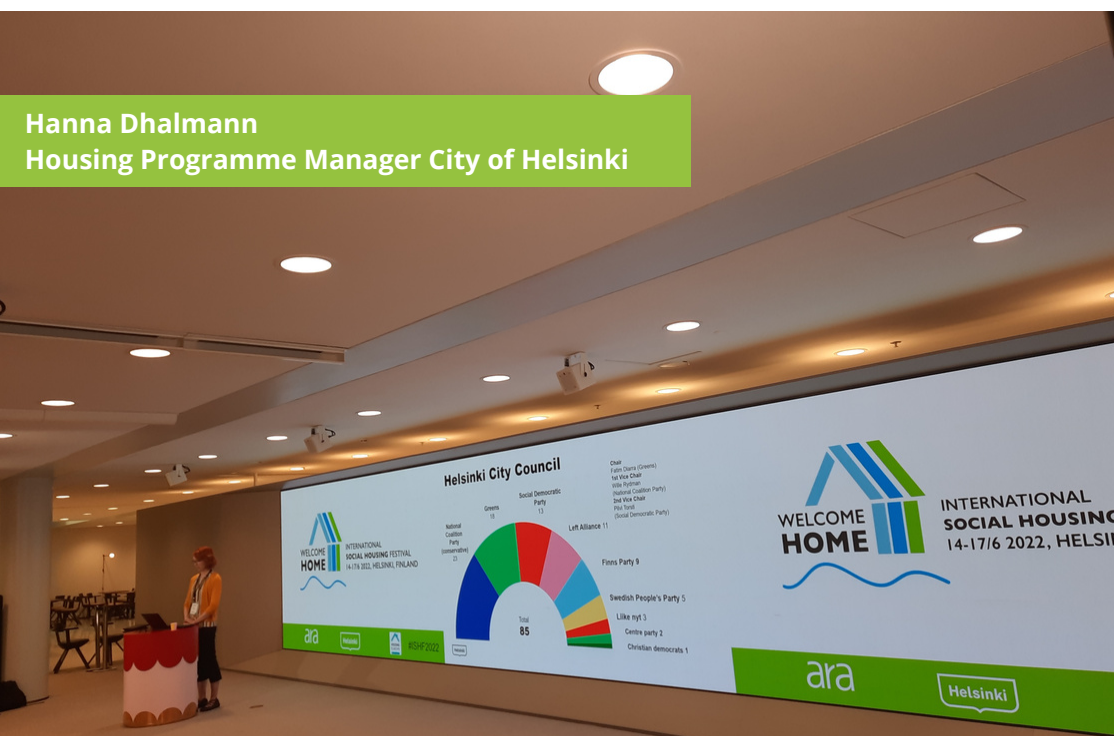 Hanna Dhalmann
Housing Programme Manager City of Helsinki
WELCOME
HOME
INTERNATIONAL
SOCIAL HOUSING FESTIVAL
14-17/6 2022, HELSINKI, FINLAND
ara
Helsinki
#ISHF2022
Helsinki City Council
National
Coalition
Party
(conservative)
23
Greens
18
Social Democratic
Party
13
Left Alliance 11
Finns Party 9
Swedish People's Party 5
Liike nyt 3
Centre party 2
Christian democrats 1
Total
85
Helsinki
Chair
Fatim Diarra (Greens)
1st Vice Chair
Wille Rydman
(National Coalition Party)
2nd Vice Chair
Pilvi Torsti
(Social Democratic Party)
WELCOME
HOME
INTERNATIONAL
SOCIAL HOUSING
14-17/6 2022, HELSI
ara
Helsinki